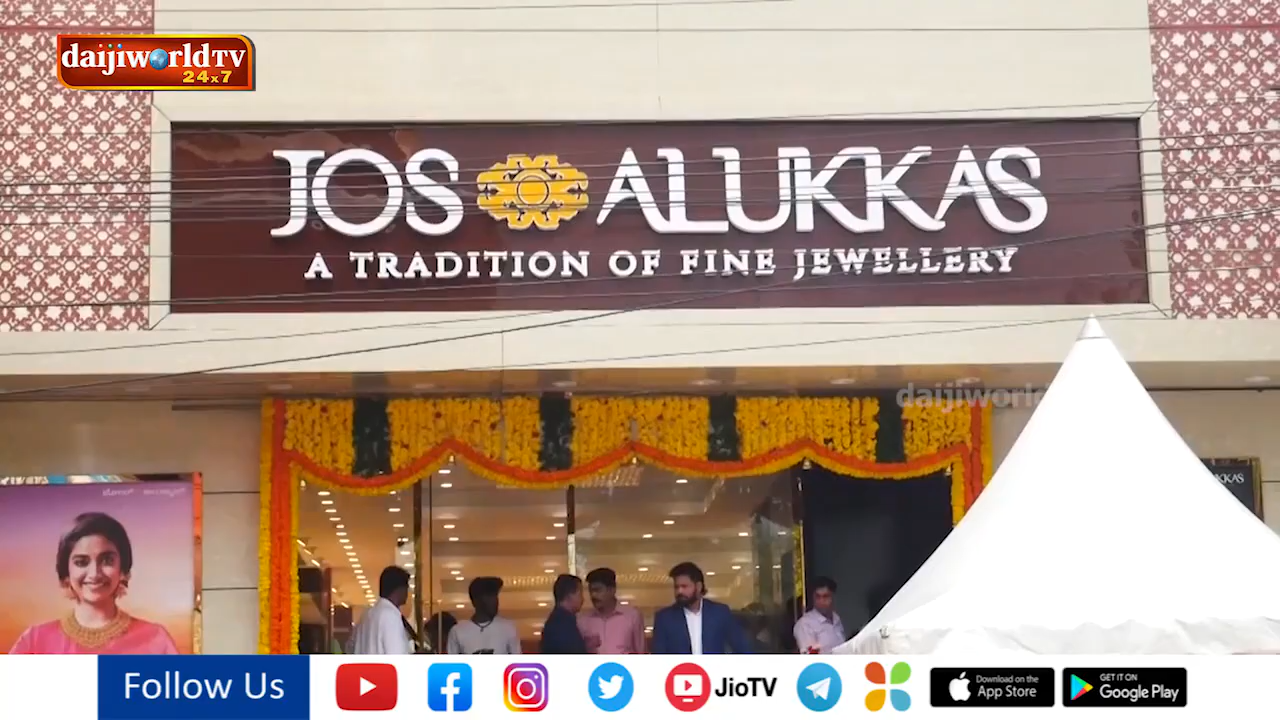 daijiworldTV
24x7
JOS ALUKKAS
A TRADITION OF FINE JEWELLERY
daijiworld
KKAS
Follow Us
JioTV
Download on the
App Store
GET IT ON
Google Play